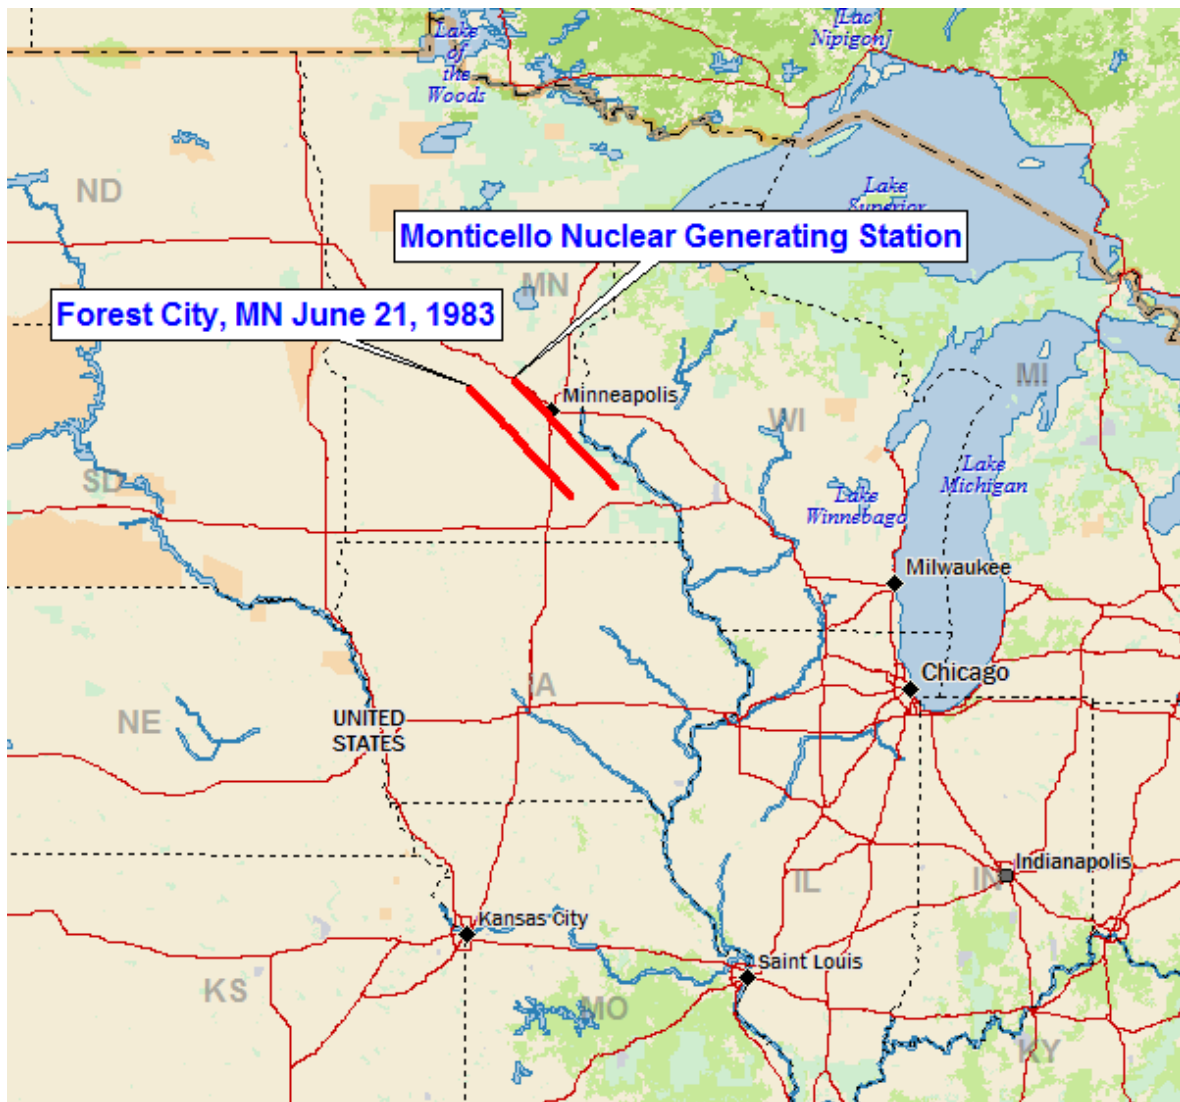 [Lac
Nipigon]
Lake
of
the
Woods
ND
Lake
Superior
Monticello Nuclear Generating Station
MN
Forest City, MN June 21, 1983
MI
Minneapolis
WI
SD
Lake
Michigan
Lake
Winnebago
Milwaukee
Chicago
IA
NE
UNITED
STATES
Indianapolis
IL
IN
Kansas City
Saint Louis
KS
MO
KY